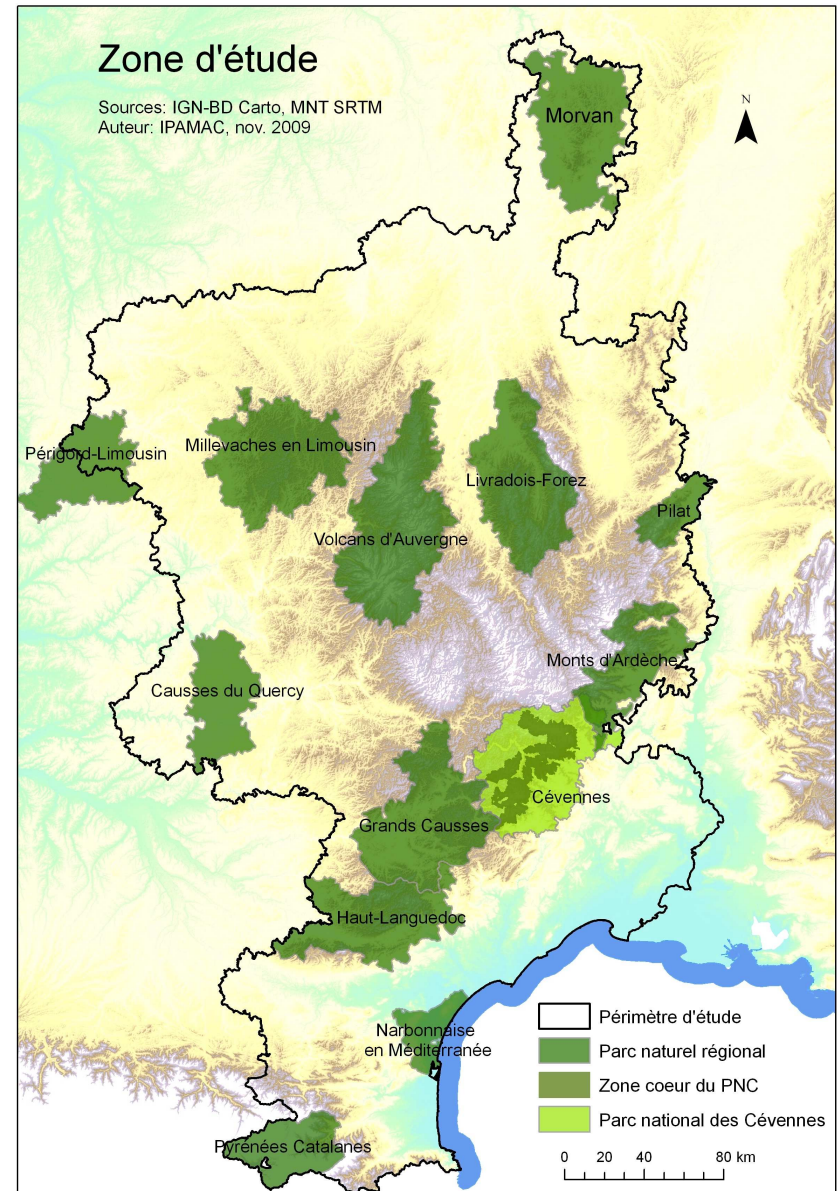 Zone d'étude
Sources: IGN-BD Carto, MNT SRTM
Auteur: IPAMAC, nov. 2009
N
Morvan
Périgord-Limousin
Millevaches en Limousin
Livradois-Forez
Pilat
Volcans d'Auvergne
Monts d'Ardèche
Causses du Quercy
Cévennes
Grands Causses
Haut-Languedoc
Narbonnaise
en Méditerranée
Pyrénées Catalanes
Périmètre d'étude
Parc naturel régional
Zone coeur du PNC
Parc national des Cévennes
0 20 40 80 km